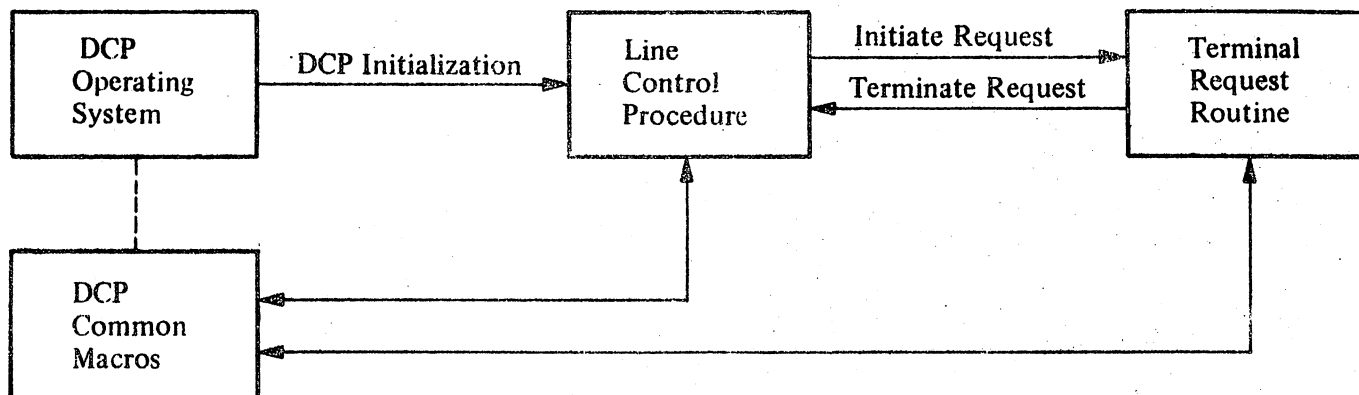 DCP
Operating
System
DCP Initialization
Line
Control
Procedure
Initiate Request
Terminate Request
Terminal
Request
Routine
DCP
Common
Macros